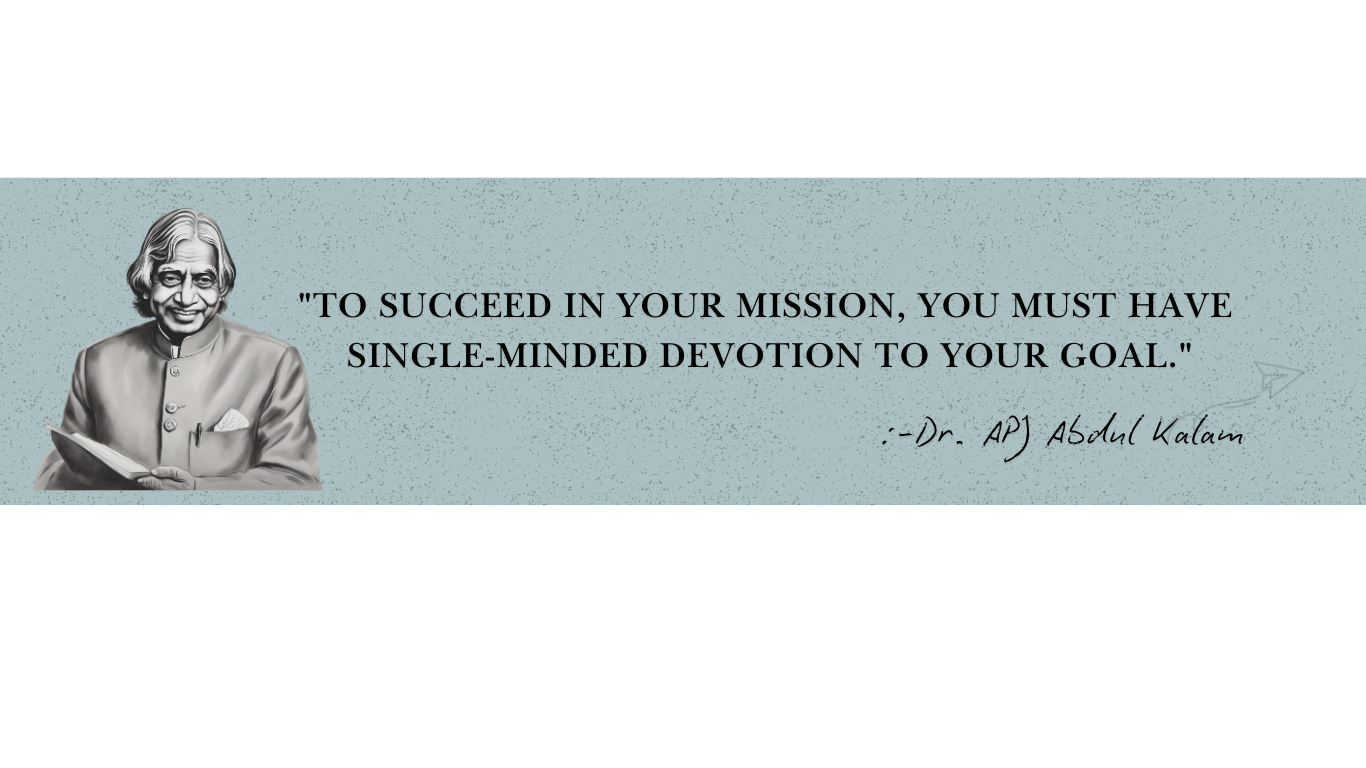 "TO SUCCEED IN YOUR MISSION, YOU MUST HAVE
SINGLE-MINDED DEVOTION TO YOUR GOAL."
:-Dr. APJ Abdul Kalam